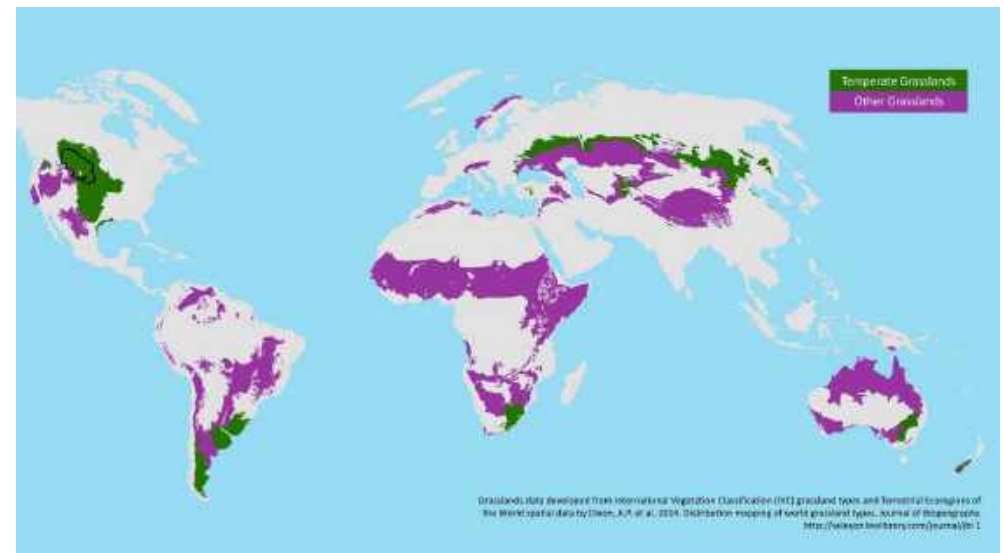 Temperate Grasslands
Other Grasslands
Grasslands data developed from International Vegetation Classification (IVC) grassland types and Terrestrial Ecoregions of
the World spatial data by Dixon, A.P. et al. 2014. Distribution mapping of world grassland types. Journal of Biogeography